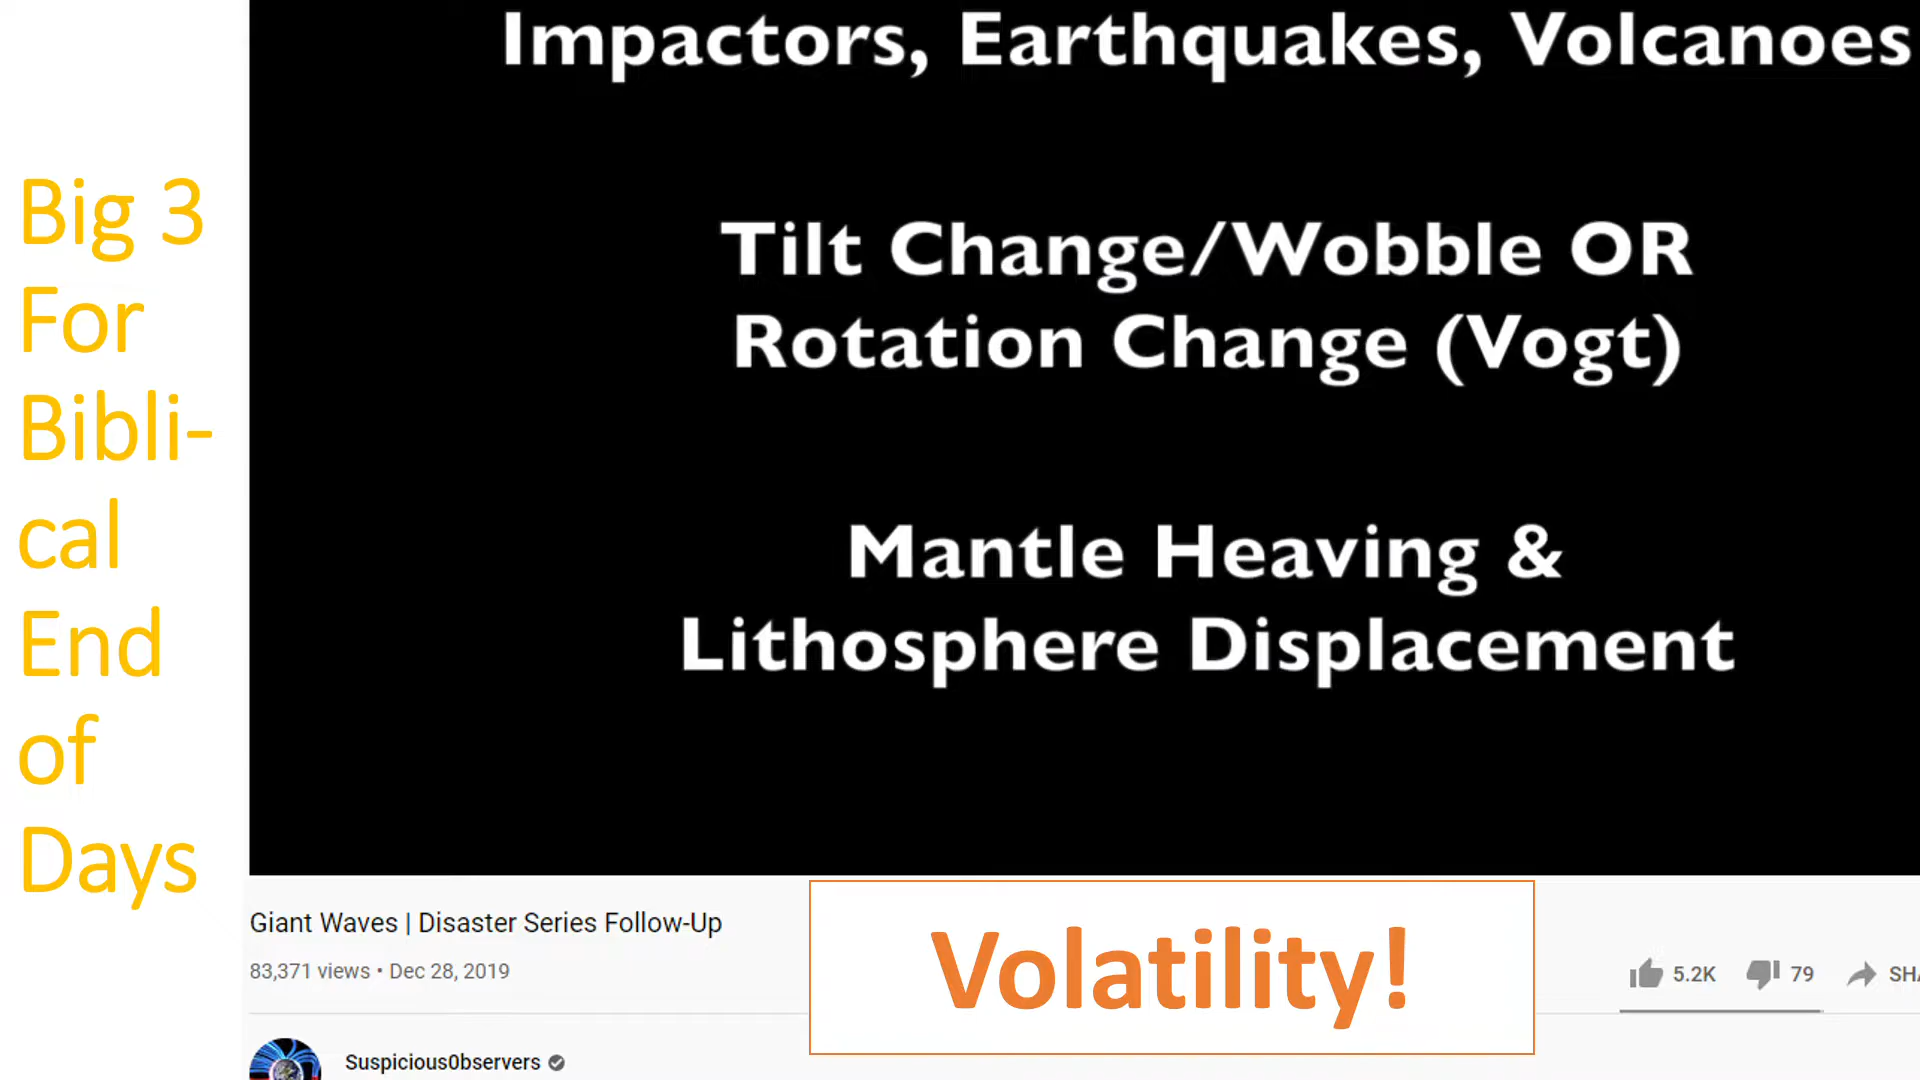 Big 3
For
Bibli-
cal
End
of
Days
Impactors, Earthquakes, Volcanoes
Tilt Change/Wobble OR
Rotation Change (Vogt)
Mantle Heaving &
Lithosphere Displacement
Giant Waves | Disaster Series Follow-Up
83,371 views • Dec 28, 2019
Volatility!
5.2K 79 SHA
Suspicious0bservers